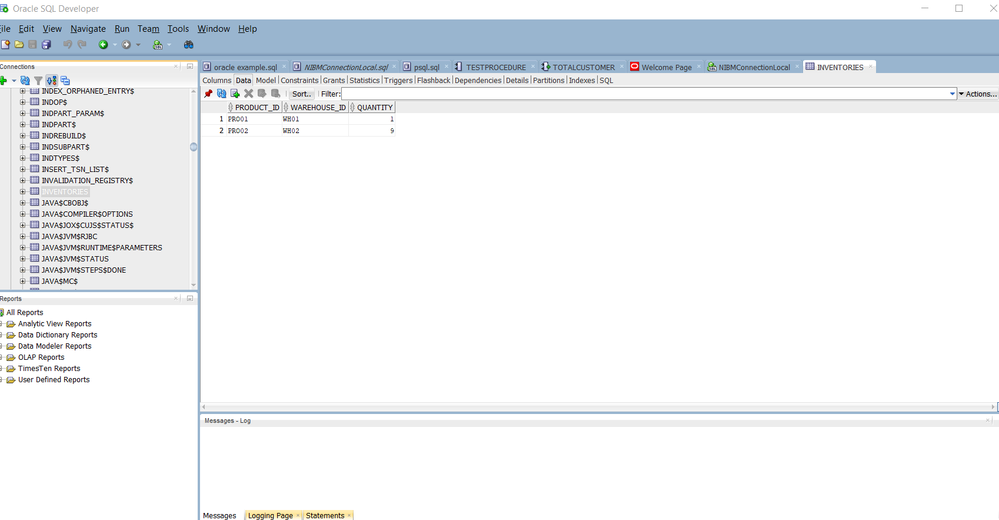 Oracle SQL Developer
File Edit View Navigate Run Team Tools Window Help
Connections
INDEX_ORPHANED_ENTRY$
INDOP$
INDPART_PARAM$
INDPART$
INDREBUILD$
INDSUBPART$
INDTYPES$
INSERT_TSN_LIST$
INVALIDATION_REGISTRY$
INVENTORIES
JAVA$CBOBJ$
JAVA$COMPILER$OPTIONS
JAVA$JOX$CUJS$STATUS$
JAVA$JVM$RJBC
JAVA$JVM$RUNTIME$PARAMETERS
JAVA$JVM$STATUS
JAVA$JVM$STEPS$DONE
JAVA$MC$
Reports
All Reports
Analytic View Reports
Data Dictionary Reports
Data Modeler Reports
OLAP Reports
TimesTen Reports
User Defined Reports
oracle example.sql NIBMConnectionLocal.sql psql.sql TESTPROCEDURE TOTALCUSTOMER Welcome Page NIBMConnectionLocal INVENTORIES
Columns Data Model Constraints Grants Statistics Triggers Flashback Dependencies Details Partitions Indexes SQL
Sort.. Filter: Actions...
PRODUCT_ID WAREHOUSE_ID QUANTITY
1 PRO01 WH01 1
2 PRO02 WH02 9
Messages - Log
Messages Logging Page Statements